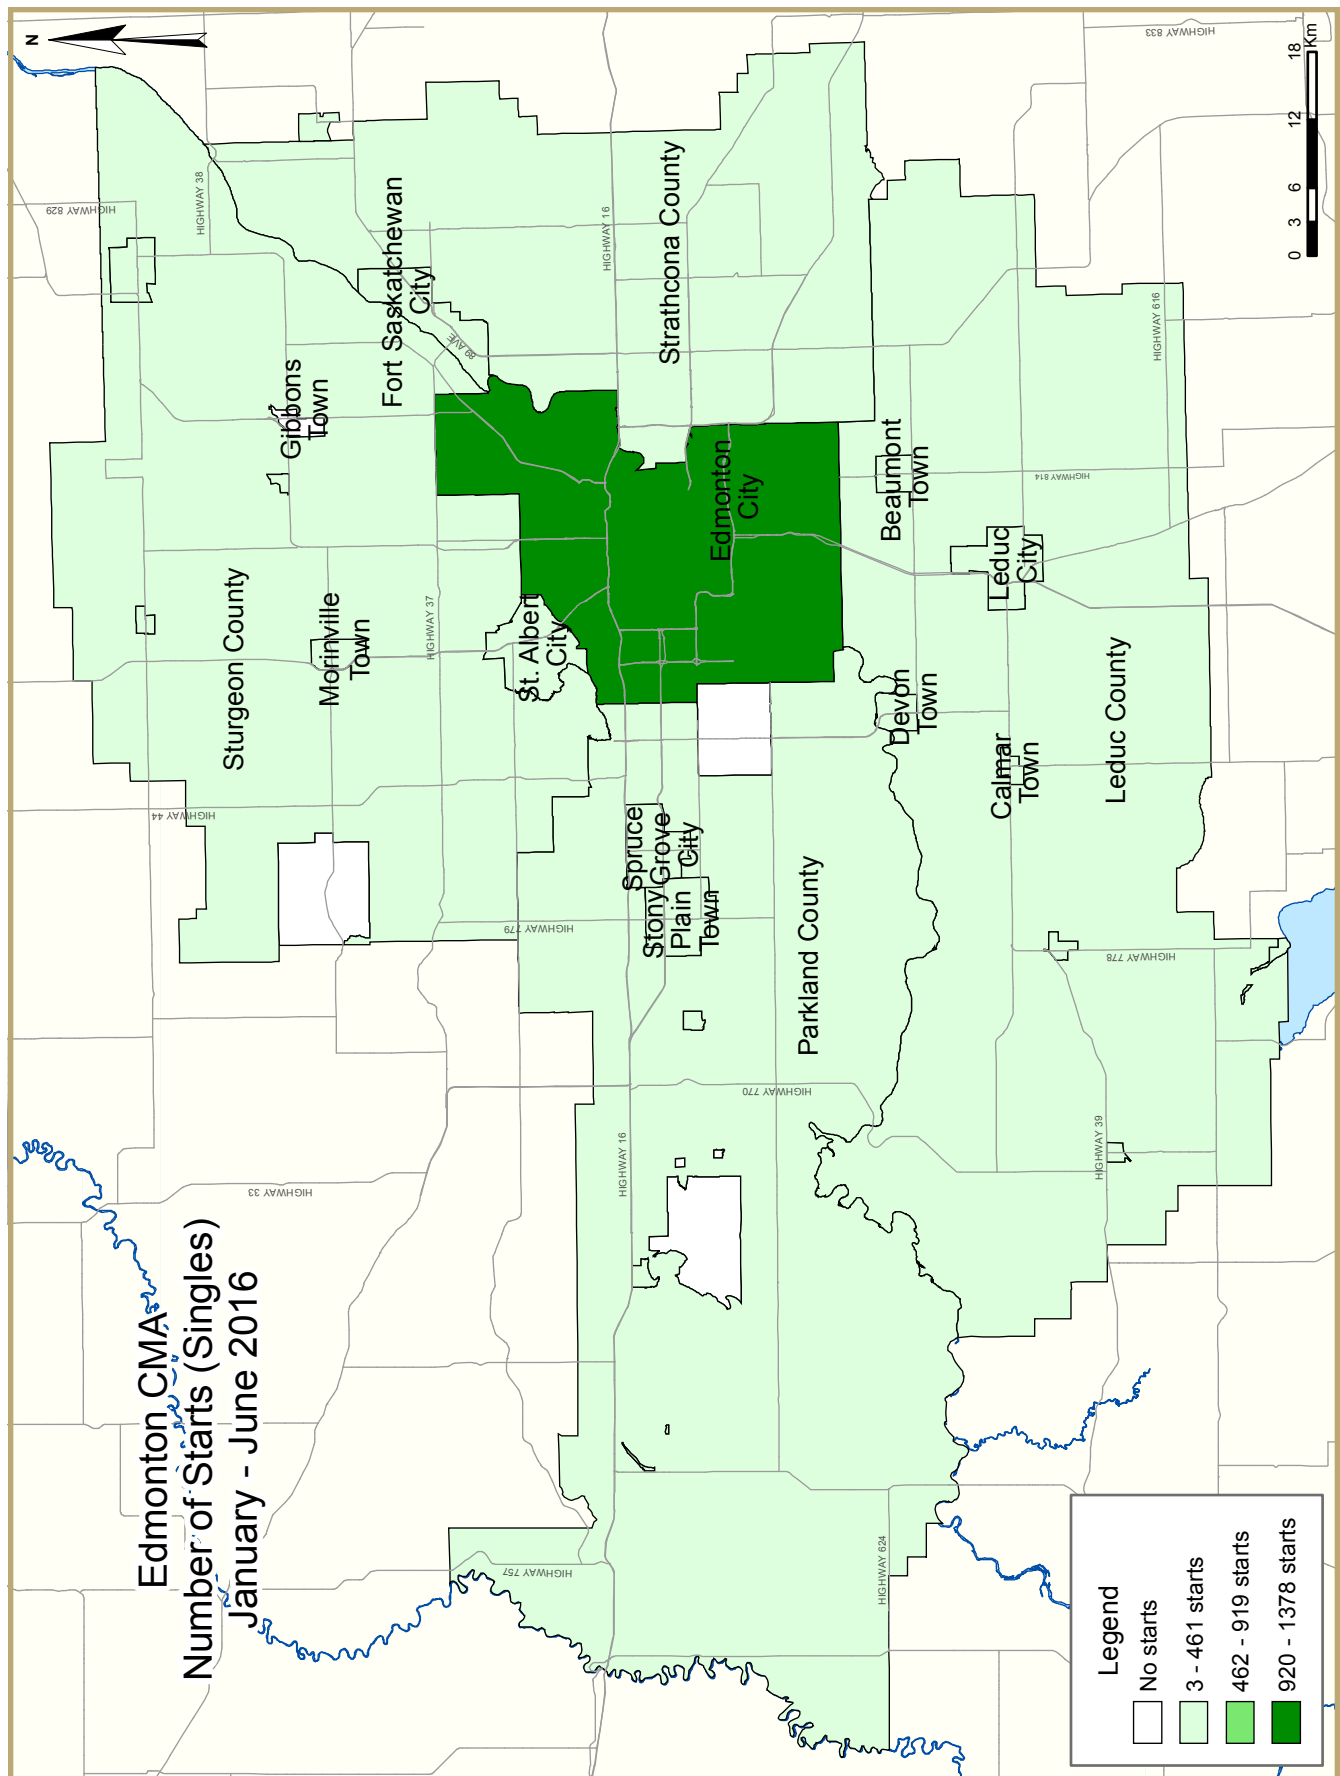 Edmonton CMA
Number of Starts (Singles)
January - June 2016
N
HIGHWAY 829
HIGHWAY 38
HIGHWAY 833
Fort Saskatchewan
City
89 AVE
Gibbons
Town
Sturgeon County
Morinville
Town
HIGHWAY 37
HIGHWAY 44
St. Albert
City
HIGHWAY 779
HIGHWAY 16
Strathcona County
Edmonton
City
Spruce
Grove
City
Stony
Plain
Town
Parkland County
HIGHWAY 770
HIGHWAY 16
HIGHWAY 33
HIGHWAY 757
HIGHWAY 624
Beaumont
Town
HIGHWAY 814
HIGHWAY 616
Leduc
City
Devon
Town
Calmar
Town
Leduc County
HIGHWAY 778
HIGHWAY 39
Legend
No starts
3 - 461 starts
462 - 919 starts
920 - 1378 starts
0 3 6 12 18
Km